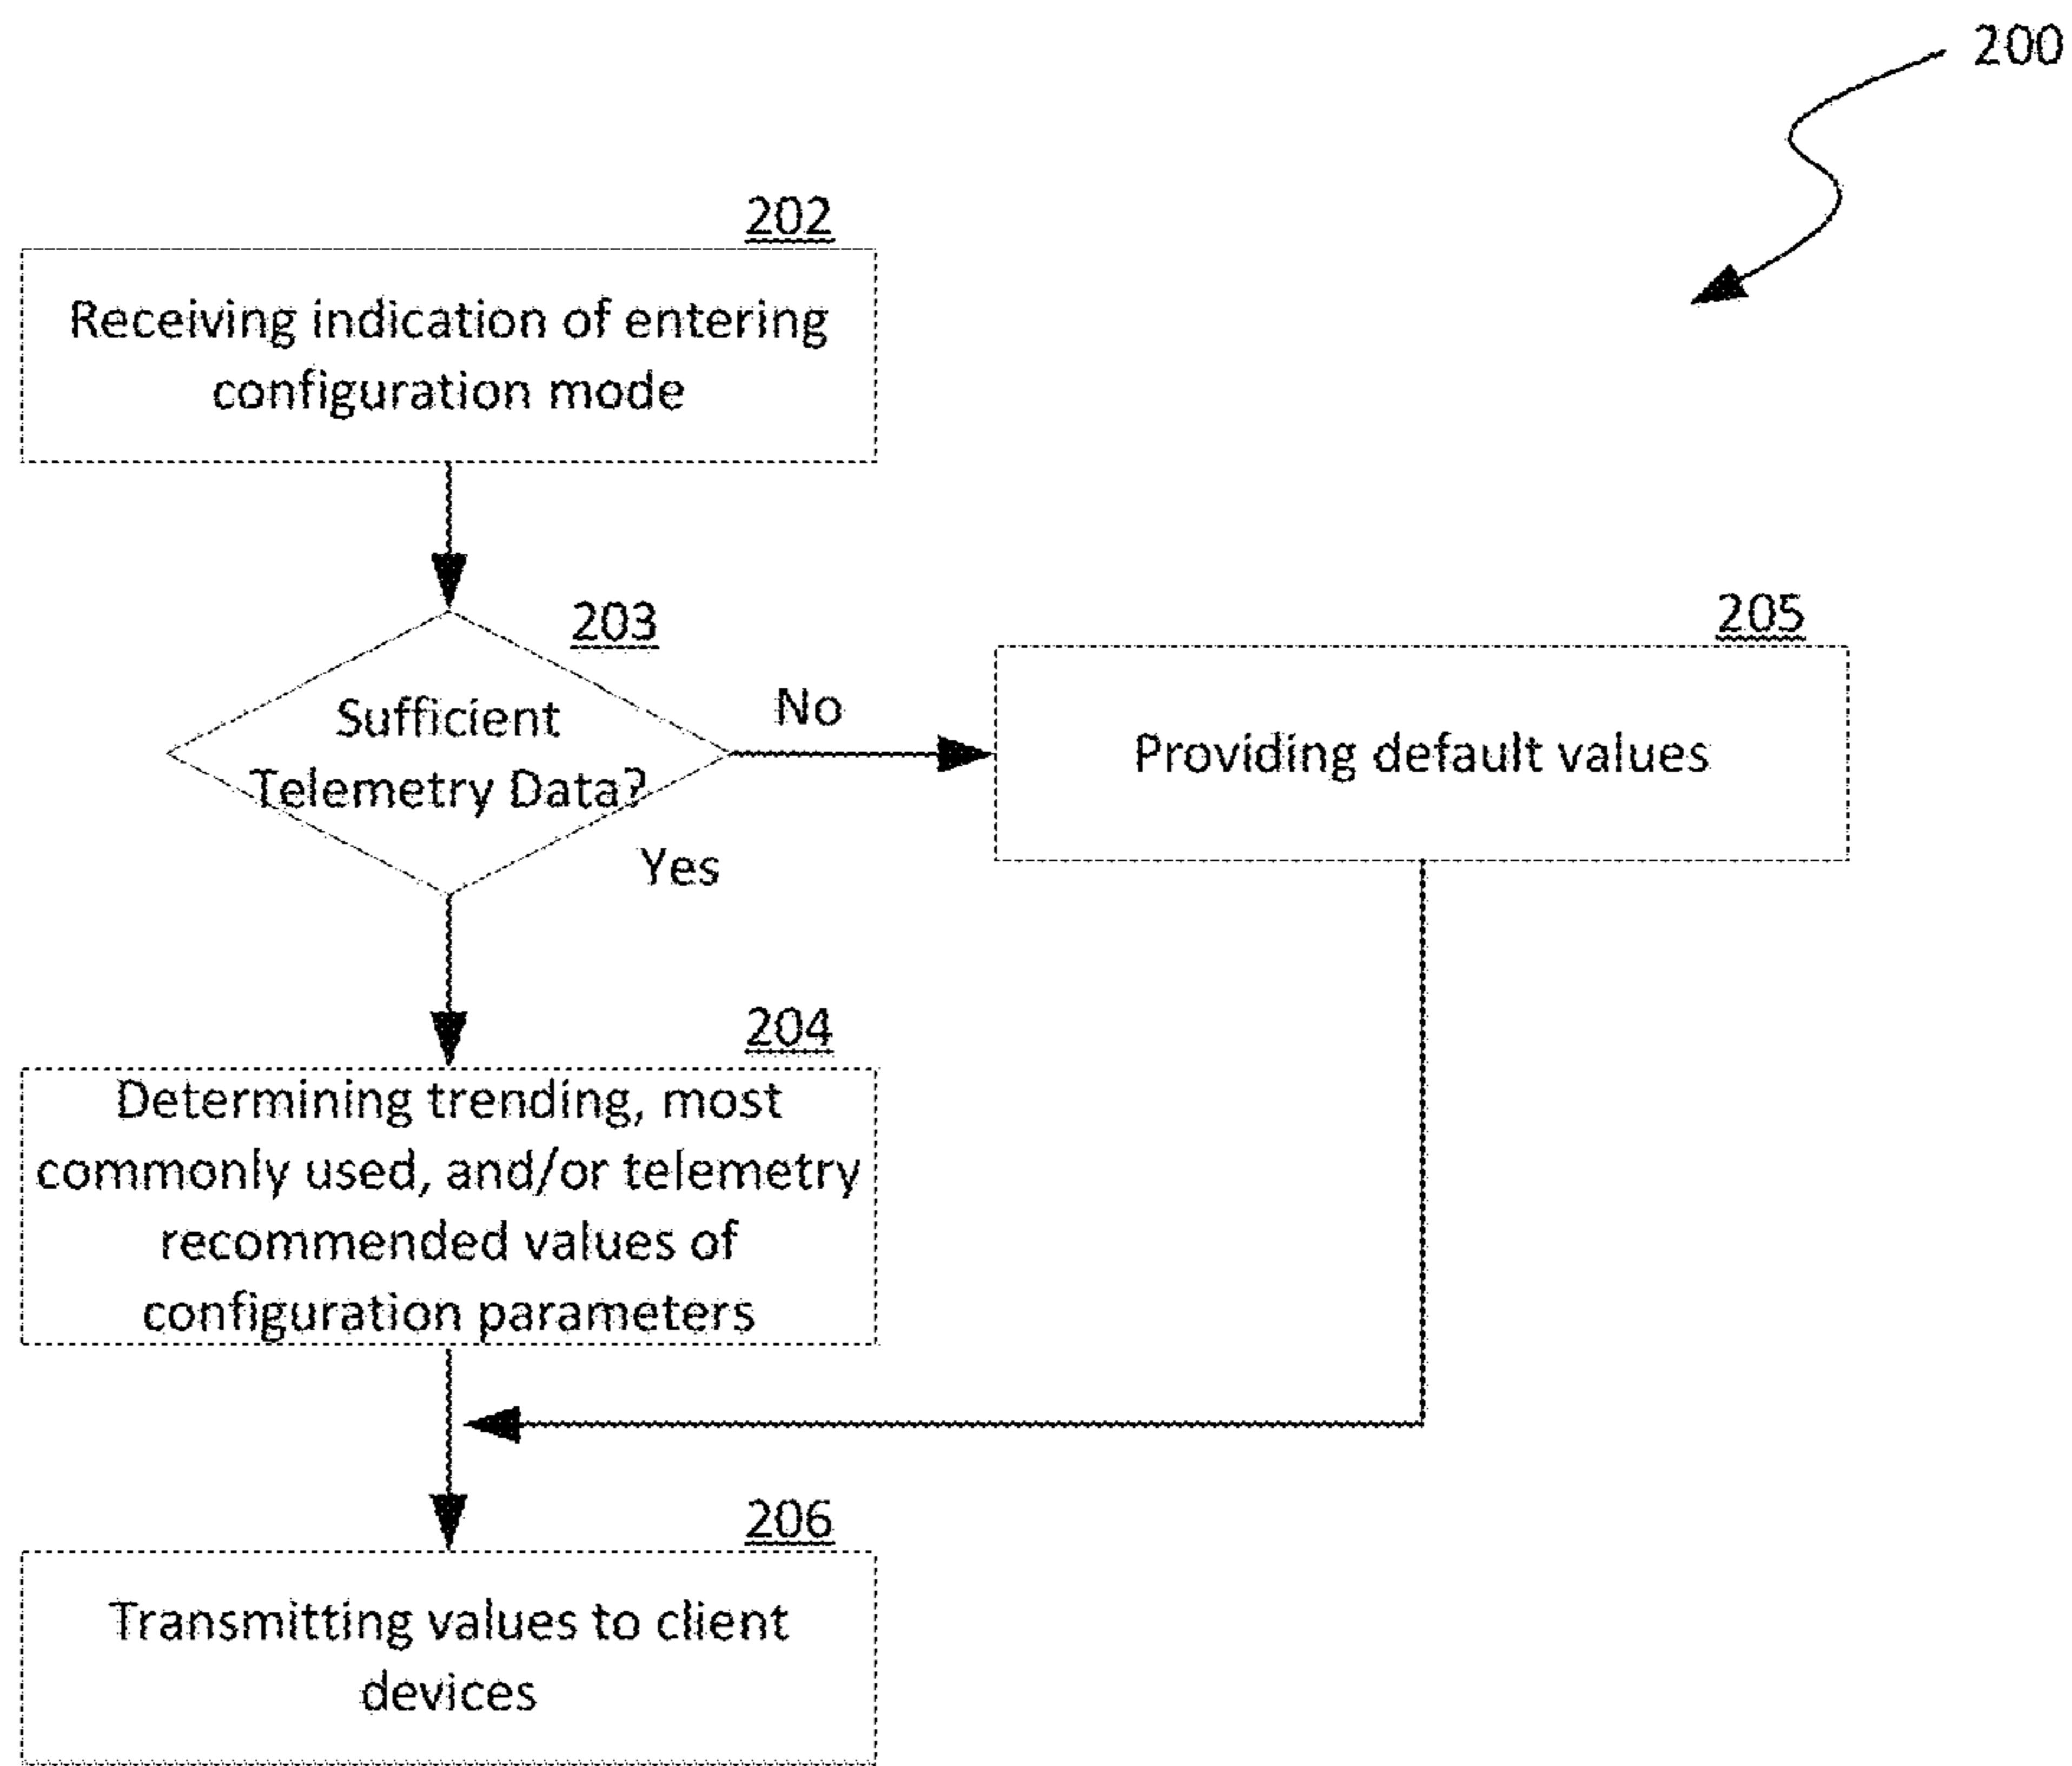 200
202
Receiving indication of entering
configuration mode
203
Sufficient
Telemetry Data?
No
Yes
205
Providing default values
204
Determining trending, most
commonly used, and/or telemetry
recommended values of
configuration parameters
206
Transmitting values to client
devices